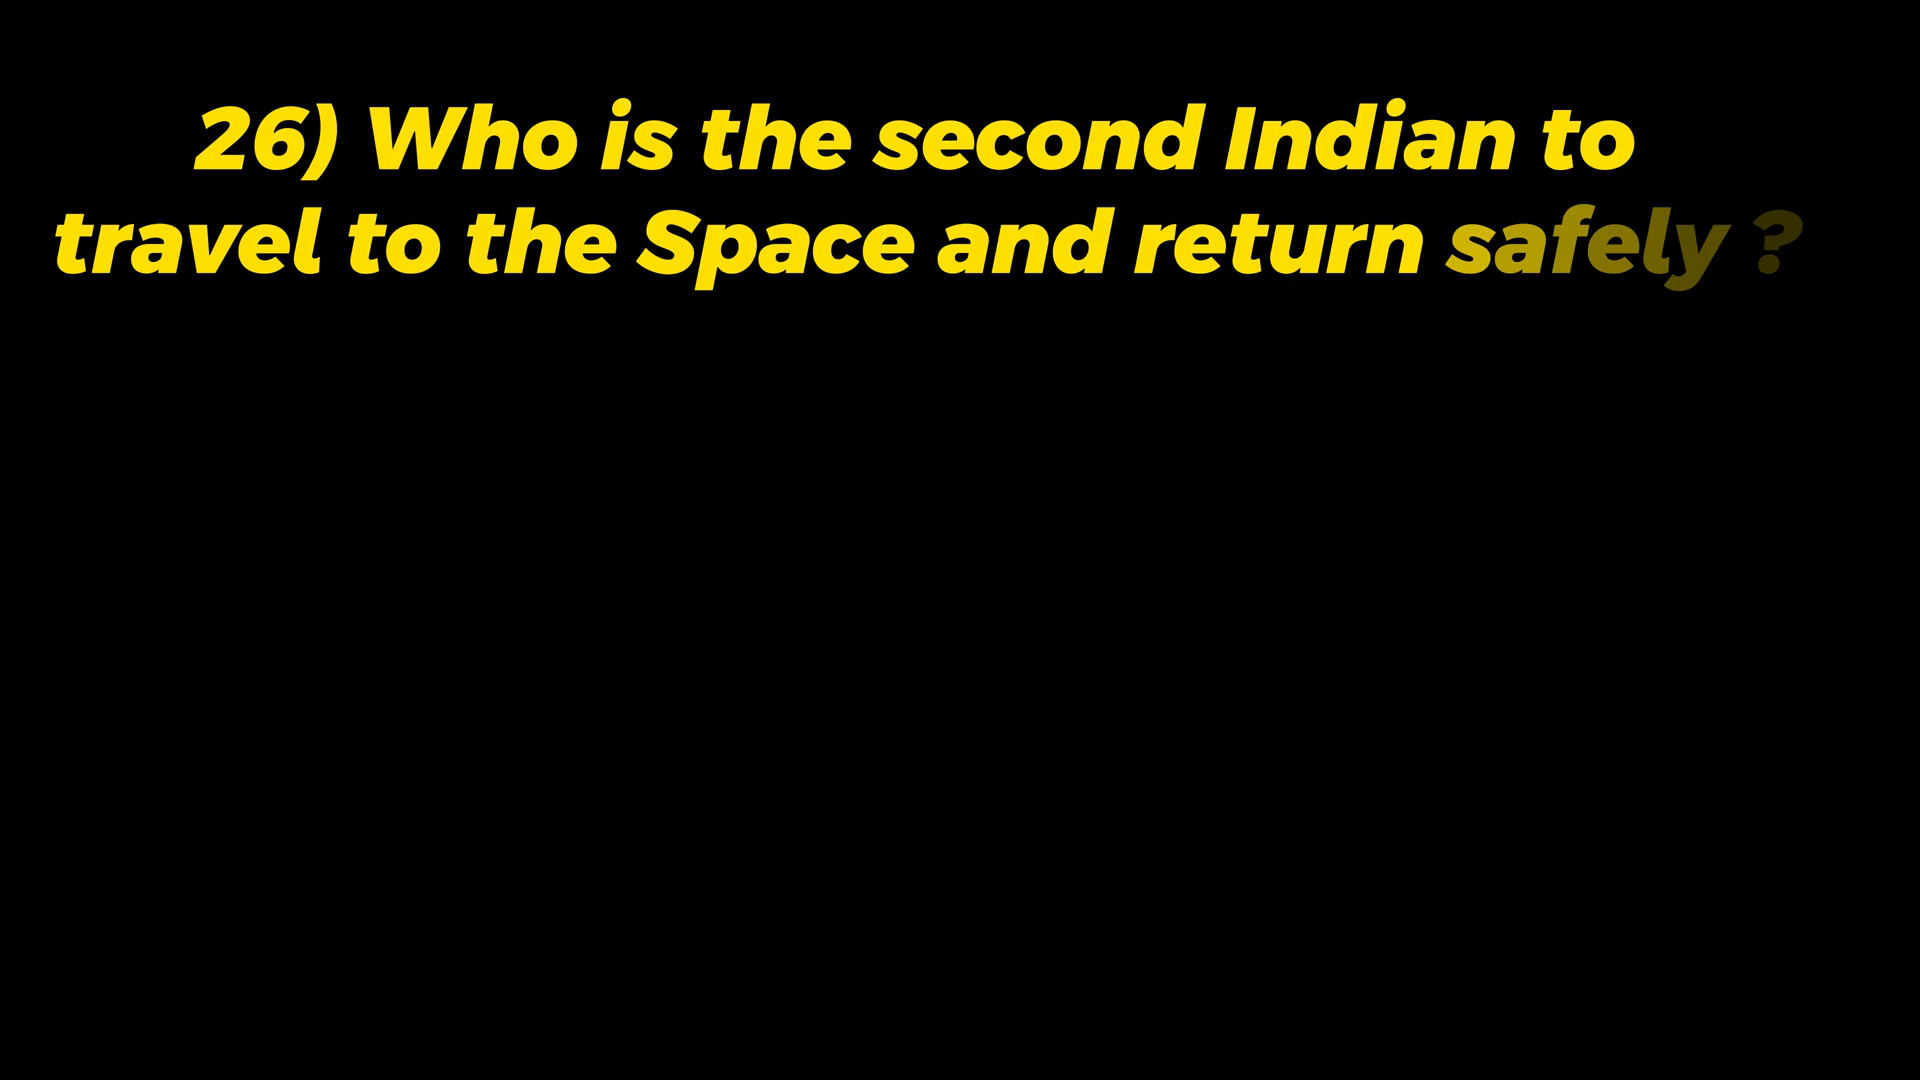 26) Who is the second Indian to
travel to the Space and return safely ?